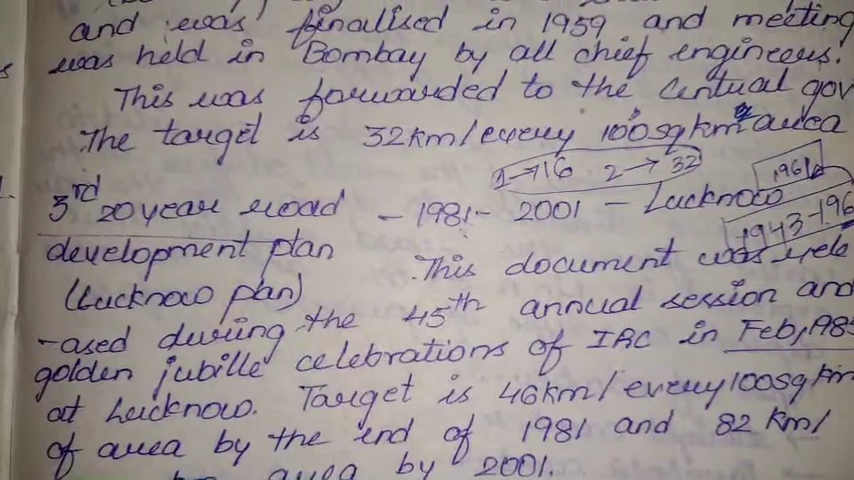 and was finalised in 1959 and meeting
was held in Bombay by all chief engineers.
This was forwarded to the central gov
The target is 32km/every 100sqkm area
1→16 2→32
1961
3rd 20 year road - 1981- 2001 - Lucknow
1943-196
development plan
This document was rele
(Lucknow plan)
-ased during the 45th annual session and
golden jubille celebrations of IRC in Feb,1985
at Lucknow. Target is 46km/every100sqkm
of area by the end of 1981 and 82 km/
area by 2001.